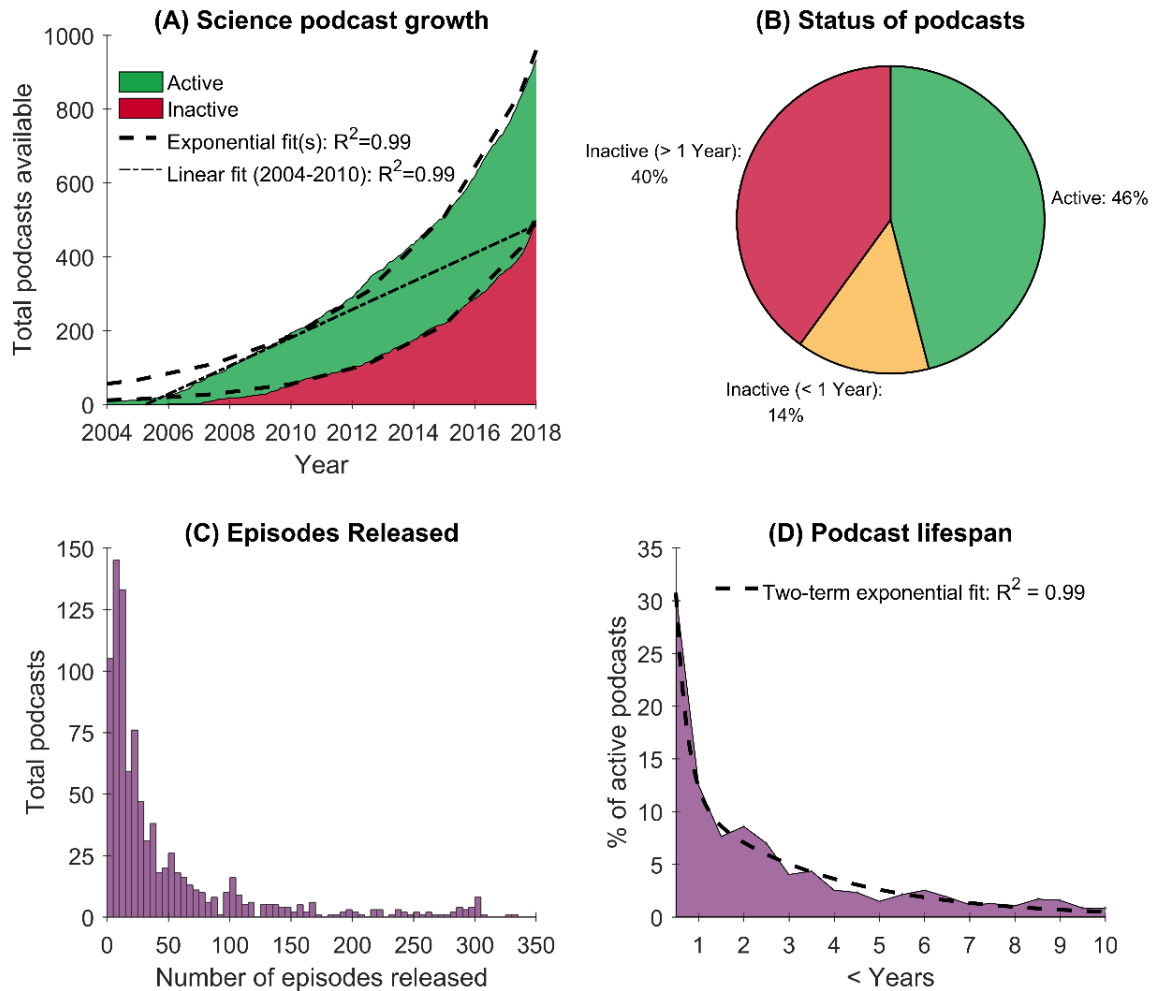 (A) Science podcast growth
Total podcasts available
1000
800
600
400
200
0
Active
Inactive
Exponential fit(s): R²=0.99
Linear fit (2004-2010): R²=0.99
2004 2006 2008 2010 2012 2014 2016 2018
Year
(B) Status of podcasts
Inactive (> 1 Year):
40%
Active: 46%
Inactive (< 1 Year):
14%
(C) Episodes Released
Total podcasts
150
125
100
75
50
25
0
0 50 100 150 200 250 300 350
Number of episodes released
(D) Podcast lifespan
% of active podcasts
35
30
25
20
15
10
5
0
Two-term exponential fit: R² = 0.99
1 2 3 4 5 6 7 8 9 10
< Years